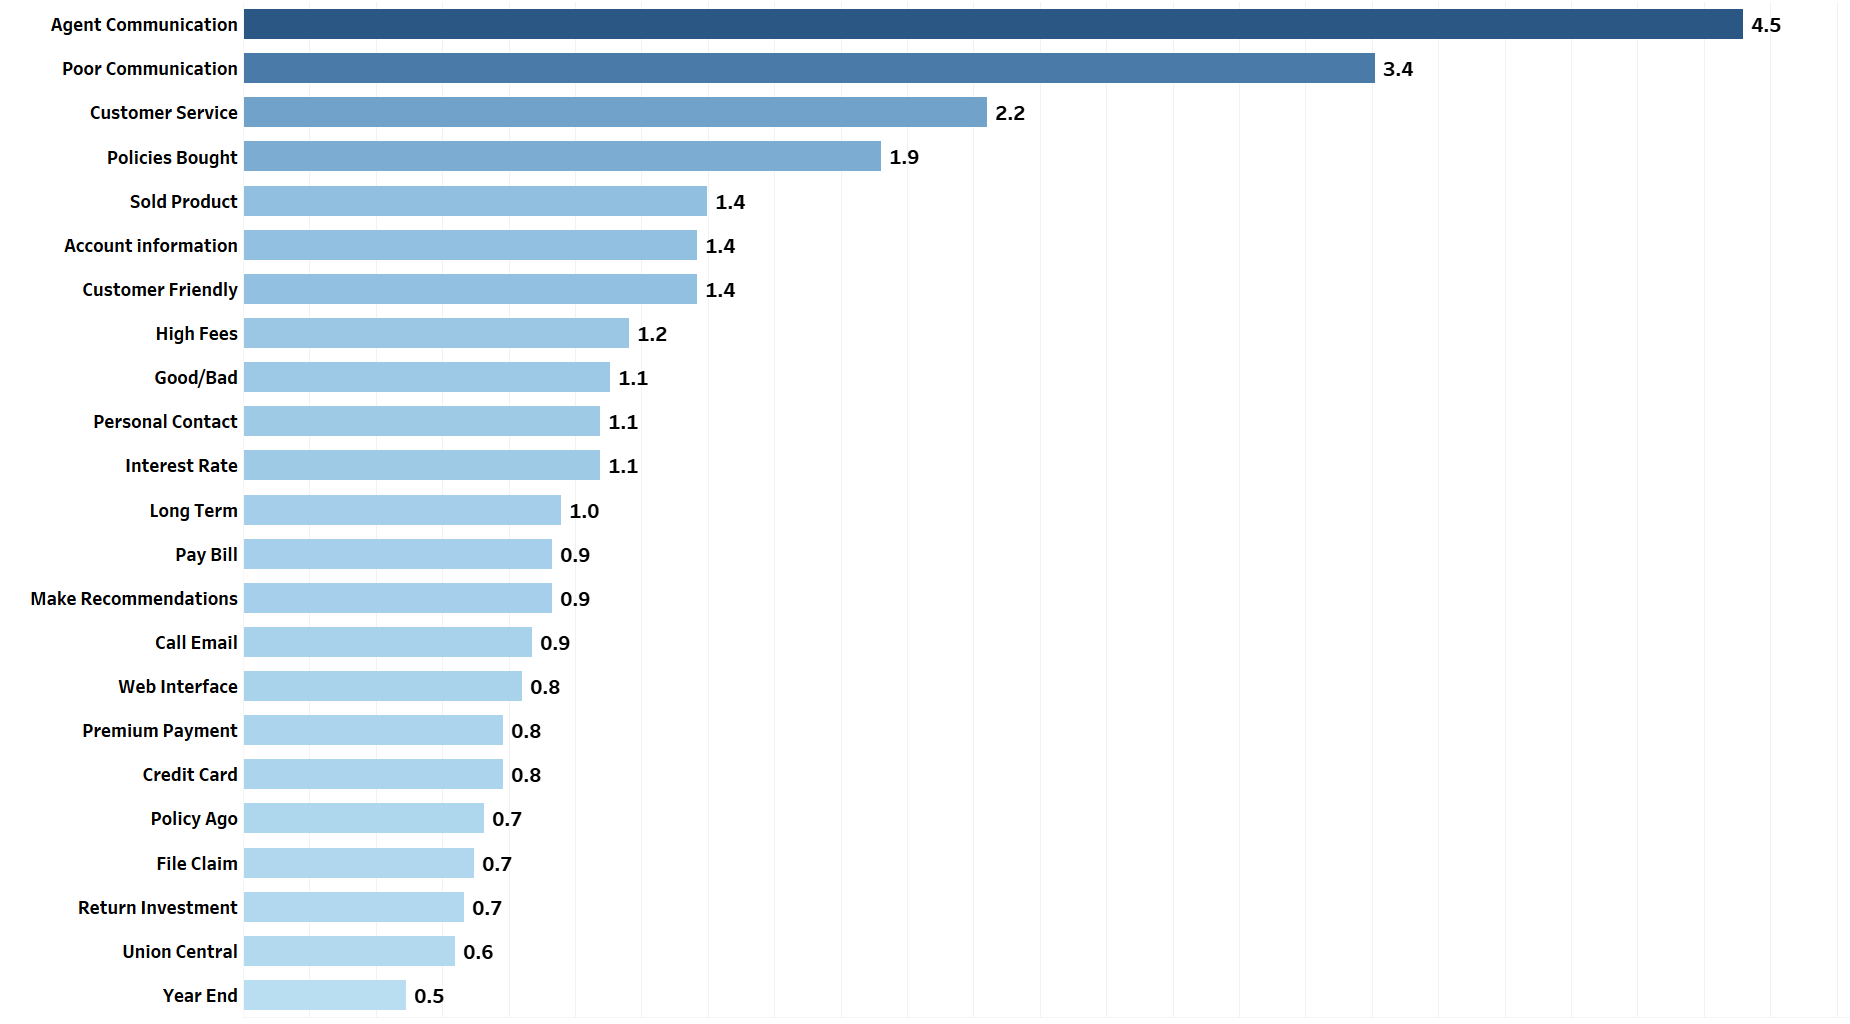 Agent Communication 4.5
Poor Communication 3.4
Customer Service 2.2
Policies Bought 1.9
Sold Product 1.4
Account information 1.4
Customer Friendly 1.4
High Fees 1.2
Good/Bad 1.1
Personal Contact 1.1
Interest Rate 1.1
Long Term 1.0
Pay Bill 0.9
Make Recommendations 0.9
Call Email 0.9
Web Interface 0.8
Premium Payment 0.8
Credit Card 0.8
Policy Ago 0.7
File Claim 0.7
Return Investment 0.7
Union Central 0.6
Year End 0.5